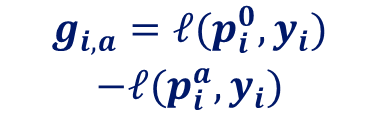 g_{i,a} = ℓ(p_i^0, y_i)
−ℓ(p_i^a, y_i)